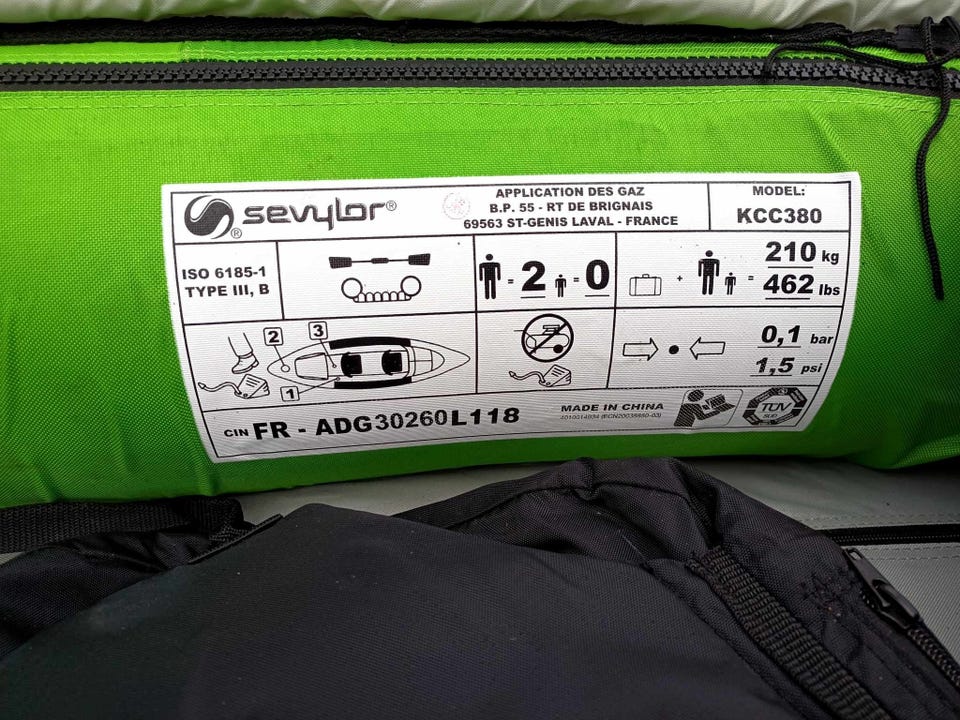 sevylor®
®
APPLICATION DES GAZ
B.P. 55 - RT DE BRIGNAIS
69563 ST-GENIS LAVAL - FRANCE
MODEL:
KCC380
ISO 6185-1
TYPE III, B
= 2 = 0
+ = 210 kg
462 lbs
2
3
1
0,1 bar
1,5 psi
CIN FR - ADG30260L118
MADE IN CHINA
TÜV
SÜD